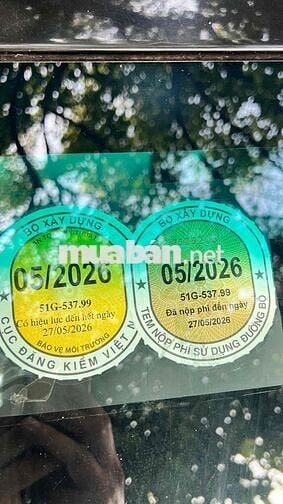 BỘ XÂY DỰNG
05/2026
51G-537.99
Có hiệu lực đến hết ngày
27/05/2026
BẢO VỆ MÔI TRƯỜNG
CỤC ĐĂNG KIỂM VIỆT N
BỘ XÂY DỰNG
05/2026
51G-537.99
Đã nộp phí đến ngày
27/05/2026
TEM NỘP PHÍ SỬ DỤNG ĐƯỜNG BỘ
muaban.net